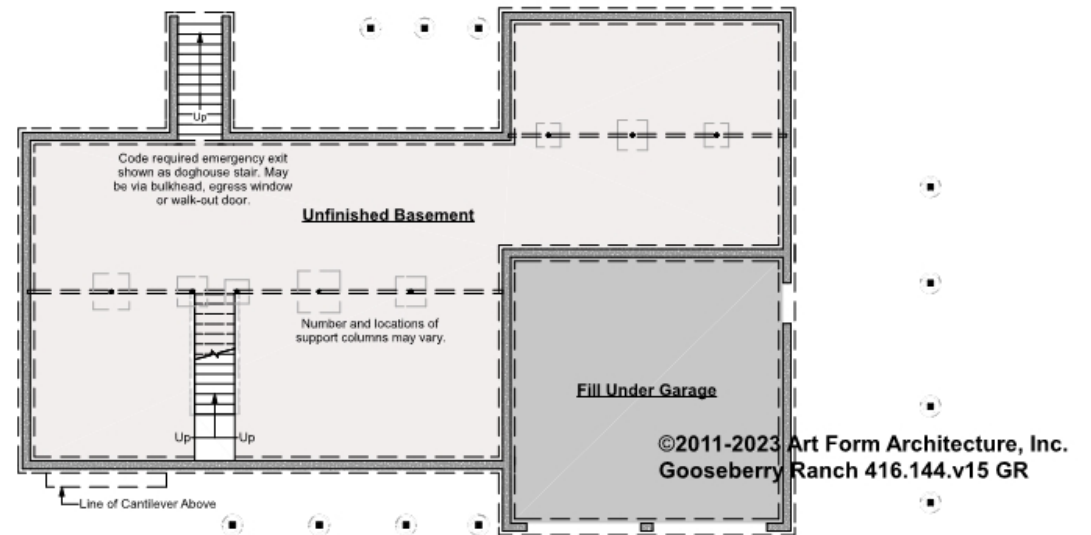 Up
Code required emergency exit
shown as doghouse stair. May
be via bulkhead, egress window
or walk-out door.
Unfinished Basement
Number and locations of
support columns may vary.
Fill Under Garage
Up
Up
©2011-2023 Art Form Architecture, Inc.
Gooseberry Ranch 416.144.v15 GR
Line of Cantilever Above